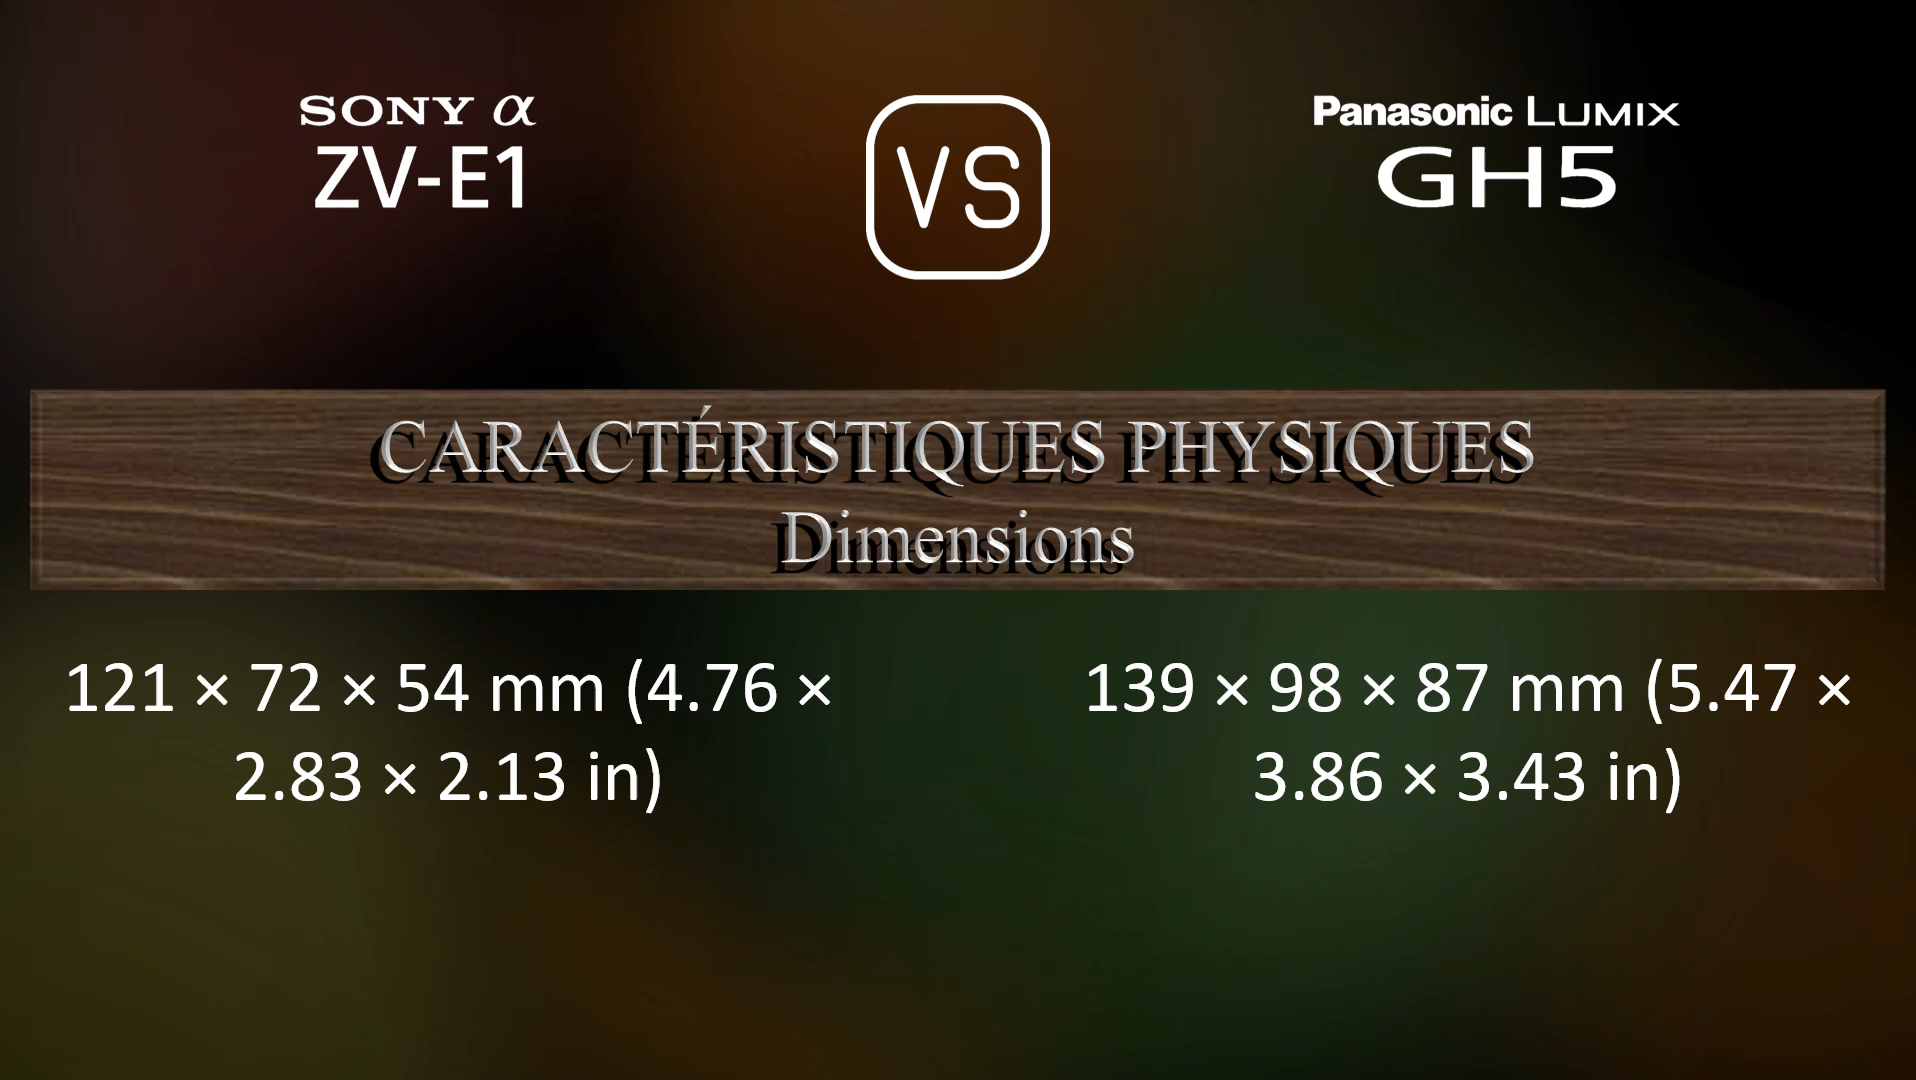 SONY α
ZV-E1
VS
Panasonic LUMIX
GH5
CARACTÉRISTIQUES PHYSIQUES
Dimensions
121 × 72 × 54 mm (4.76 ×
2.83 × 2.13 in)
139 × 98 × 87 mm (5.47 ×
3.86 × 3.43 in)